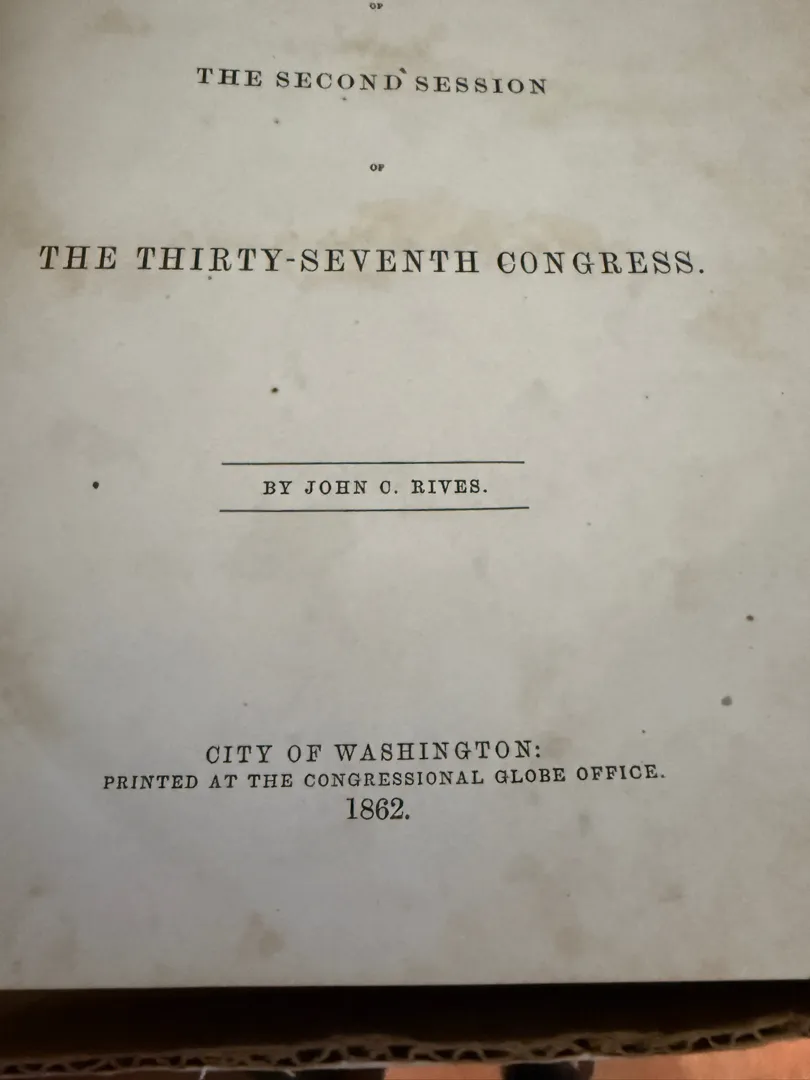 OF
THE SECOND SESSION
OF
THE THIRTY-SEVENTH CONGRESS.
BY JOHN C. RIVES.
CITY OF WASHINGTON:
PRINTED AT THE CONGRESSIONAL GLOBE OFFICE.
1862.